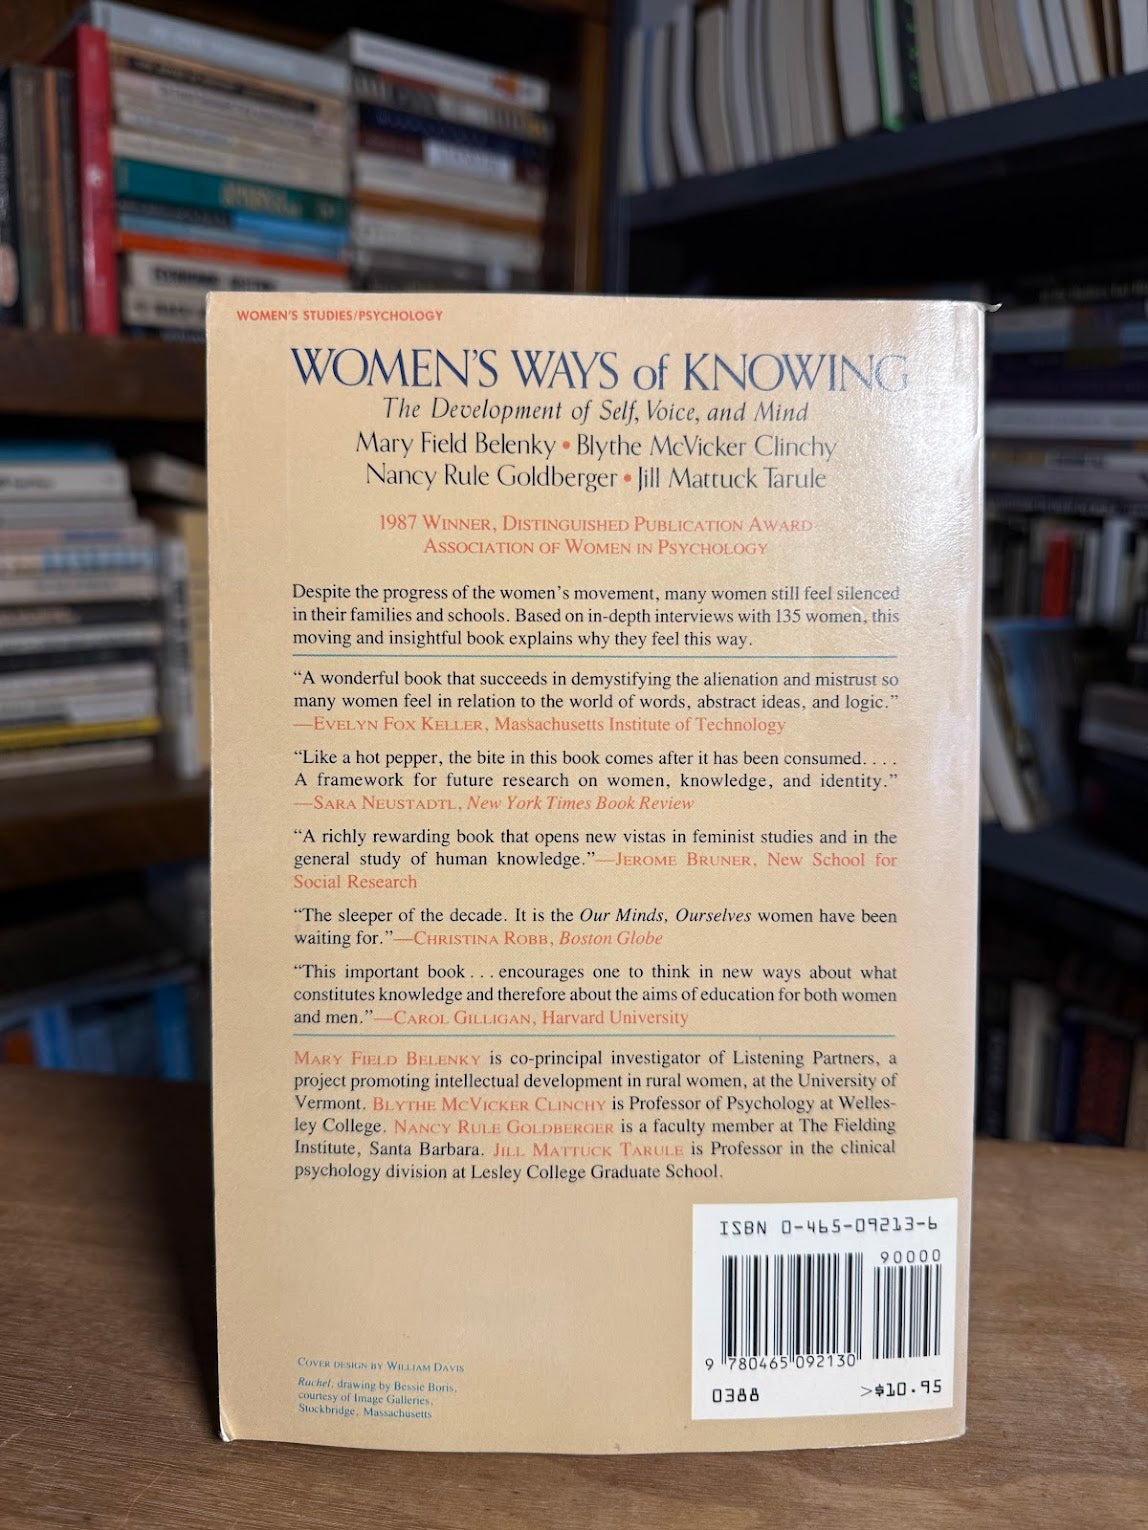 WOMEN'S STUDIES/PSYCHOLOGY
WOMEN'S WAYS of KNOWING
The Development of Self, Voice, and Mind
Mary Field Belenky • Blythe McVicker Clinchy
Nancy Rule Goldberger • Jill Mattuck Tarule
1987 WINNER, DISTINGUISHED PUBLICATION AWARD
ASSOCIATION OF WOMEN IN PSYCHOLOGY
Despite the progress of the women's movement, many women still feel silenced
in their families and schools. Based on in-depth interviews with 135 women, this
moving and insightful book explains why they feel this way.
“A wonderful book that succeeds in demystifying the alienation and mistrust so
many women feel in relation to the world of words, abstract ideas, and logic.”
—EVELYN FOX KELLER, Massachusetts Institute of Technology
“Like a hot pepper, the bite in this book comes after it has been consumed. . . .
A framework for future research on women, knowledge, and identity.”
—SARA NEUSTADTL, New York Times Book Review
“A richly rewarding book that opens new vistas in feminist studies and in the
general study of human knowledge.”—JEROME BRUNER, New School for
Social Research
“The sleeper of the decade. It is the Our Minds, Ourselves women have been
waiting for.”—CHRISTINA ROBB, Boston Globe
“This important book . . . encourages one to think in new ways about what
constitutes knowledge and therefore about the aims of education for both women
and men.”—CAROL GILLIGAN, Harvard University
MARY FIELD BELENKY is co-principal investigator of Listening Partners, a
project promoting intellectual development in rural women, at the University of
Vermont. BLYTHE MCVICKER CLINCHY is Professor of Psychology at Welles-
ley College. NANCY RULE GOLDBERGER is a faculty member at The Fielding
Institute, Santa Barbara. JILL MATTUCK TARULE is Professor in the clinical
psychology division at Lesley College Graduate School.
ISBN 0-465-09213-6
90000
9 780465 092130
0388 >$10.95
COVER DESIGN BY WILLIAM DAVIS
Rachel, drawing by Bessie Boris,
courtesy of Image Galleries,
Stockbridge, Massachusetts